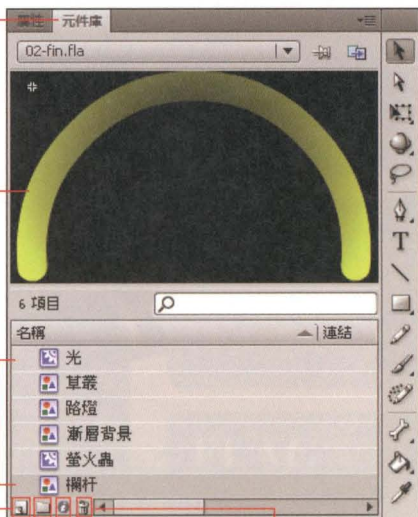 屬性 元件庫
02-fin.fla
6 項目
名稱 連結
光
草叢
路燈
漸層背景
螢火蟲
欄杆
T